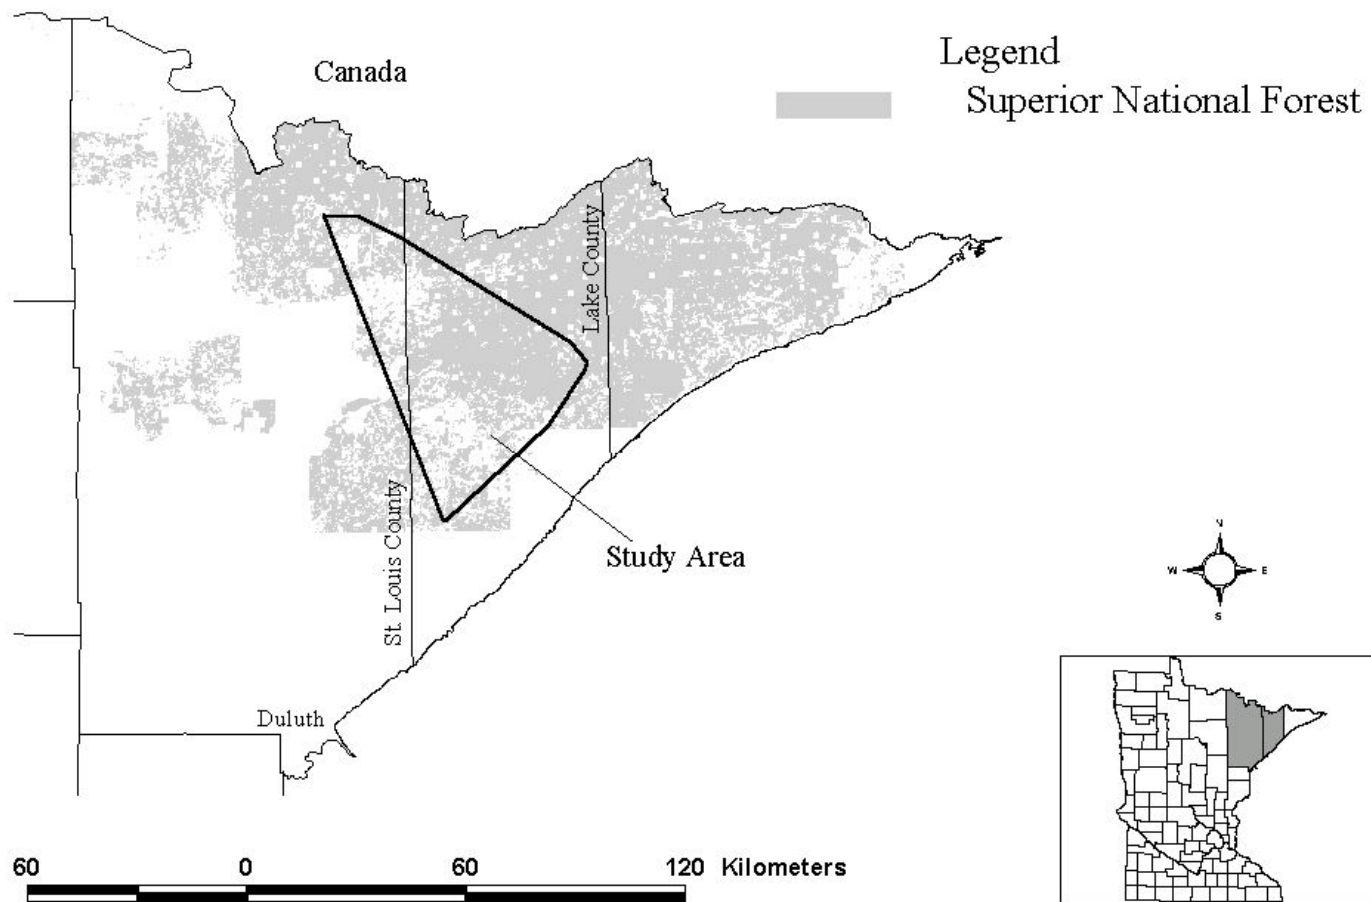 Legend
Canada
Superior National Forest
Lake County
St. Louis County
Study Area
Duluth
N
W E
S
60 0 60 120 Kilometers